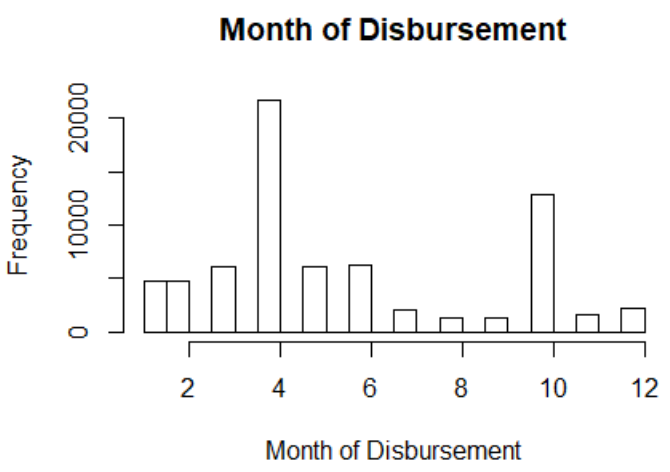 Month of Disbursement
Frequency
20000
10000
0
2 4 6 8 10 12
Month of Disbursement